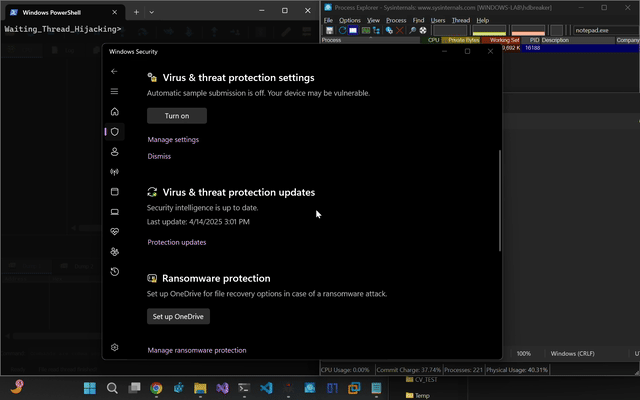 Windows PowerShell
Waiting_Thread_Hijacking>
Process Explorer - Sysinternals: www.sysinternals.com [WINDOWS-LAB\hdbreaker]
File Options View Process Find Users Thread Help
notepad.exe
Process CPU Private Bytes Working Set PID Description Company
9,692 K 16188
Windows Security
Virus & threat protection settings
Automatic sample submission is off. Your device may be vulnerable.
Turn on
Manage settings
Dismiss
Virus & threat protection updates
Security intelligence is up to date.
Last update: 4/14/2025 3:01 PM
Protection updates
Ransomware protection
Set up OneDrive for file recovery options in case of a ransomware attack.
Set up OneDrive
Manage ransomware protection
100% Windows (CRLF)
CPU Usage: 0.00% Commit Charge: 37.74% Processes: 221 Physical Usage: 40.31%
CV_TEST
Temp